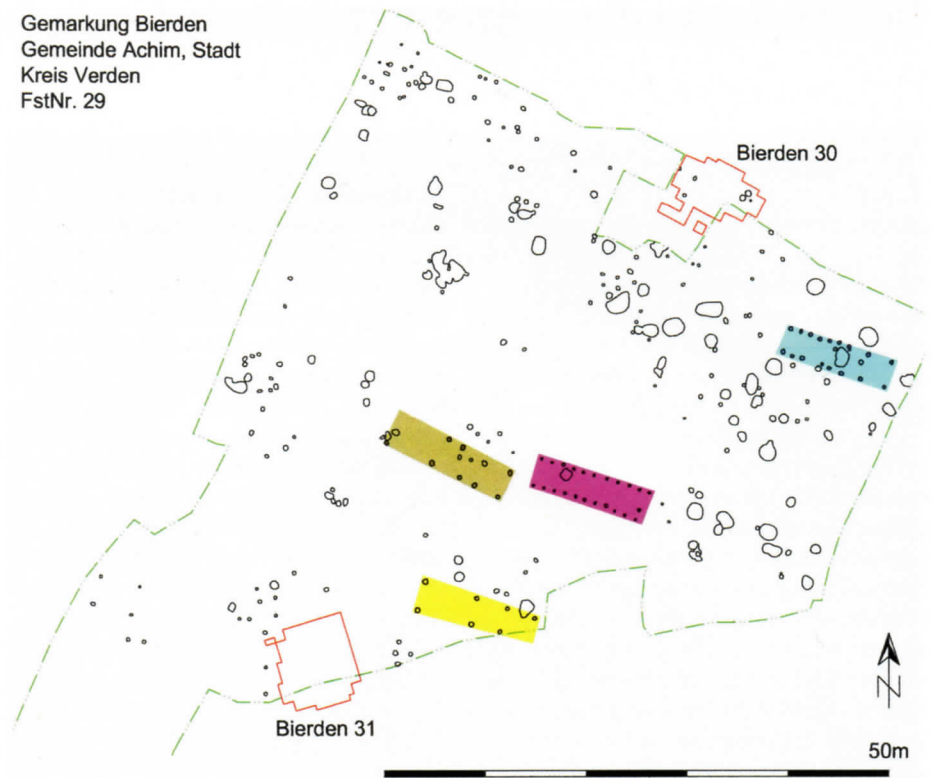 Gemarkung Bierden
Gemeinde Achim, Stadt
Kreis Verden
FstNr. 29
Bierden 30
Bierden 31
N
50m